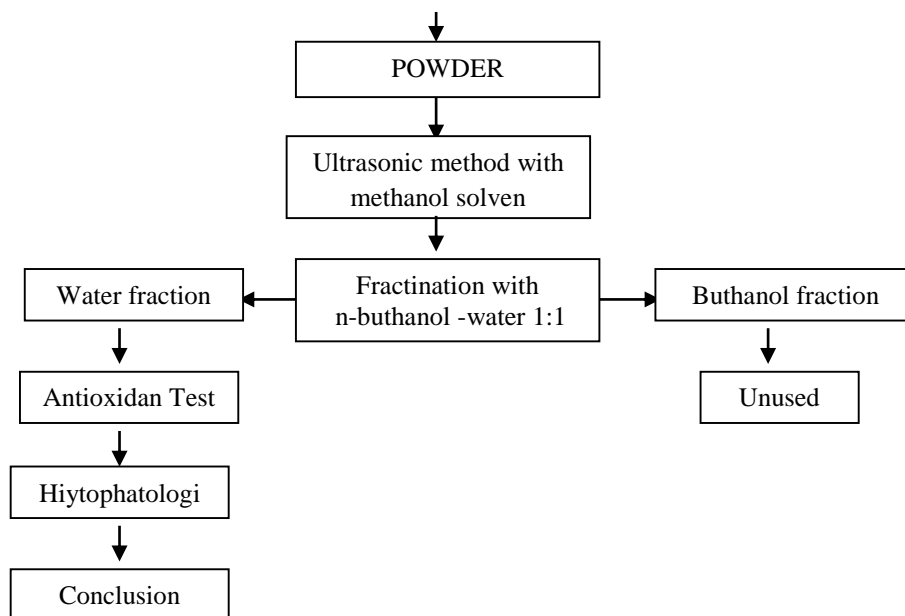 POWDER
Ultrasonic method with
methanol solven
Fractination with
n-buthanol -water 1:1
Water fraction
Buthanol fraction
Antioxidan Test
Unused
Hiytophatologi
Conclusion